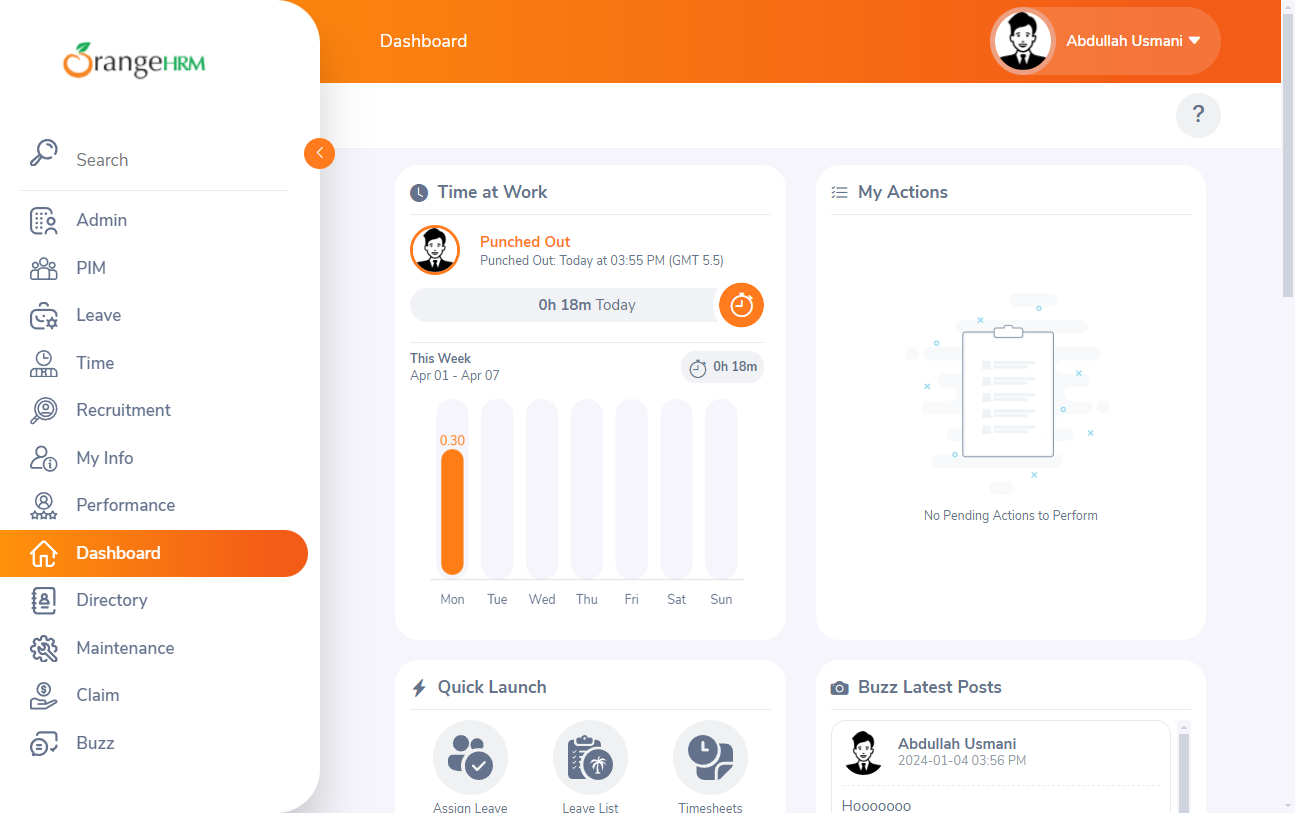 OrangeHRM
Dashboard
Abdullah Usmani
?
Search
Admin
PIM
Leave
Time
Recruitment
My Info
Performance
Dashboard
Directory
Maintenance
Claim
Buzz
Time at Work
Punched Out
Punched Out: Today at 03:55 PM (GMT 5.5)
0h 18m Today
This Week
Apr 01 - Apr 07
0h 18m
0.30
Mon Tue Wed Thu Fri Sat Sun
My Actions
No Pending Actions to Perform
Quick Launch
Assign Leave Leave List Timesheets
Buzz Latest Posts
Abdullah Usmani
2024-01-04 03:56 PM
Hooooooo